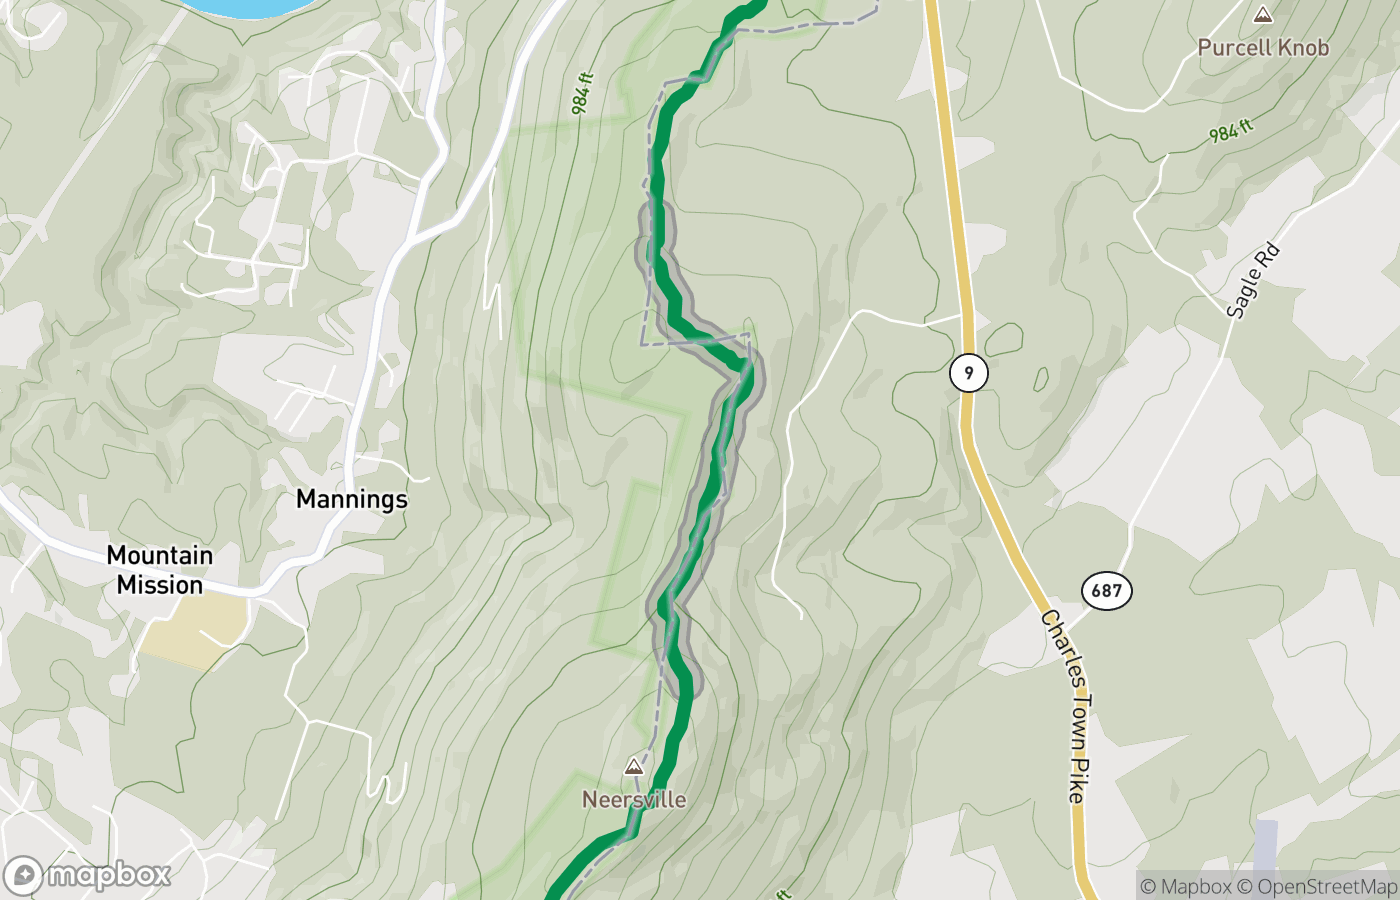 Purcell Knob
984 ft
984 ft
Sagle Rd
9
Mannings
Mountain
Mission
687
Charles Town Pike
Neersville
ft
mapbox
© Mapbox © OpenStreetMap